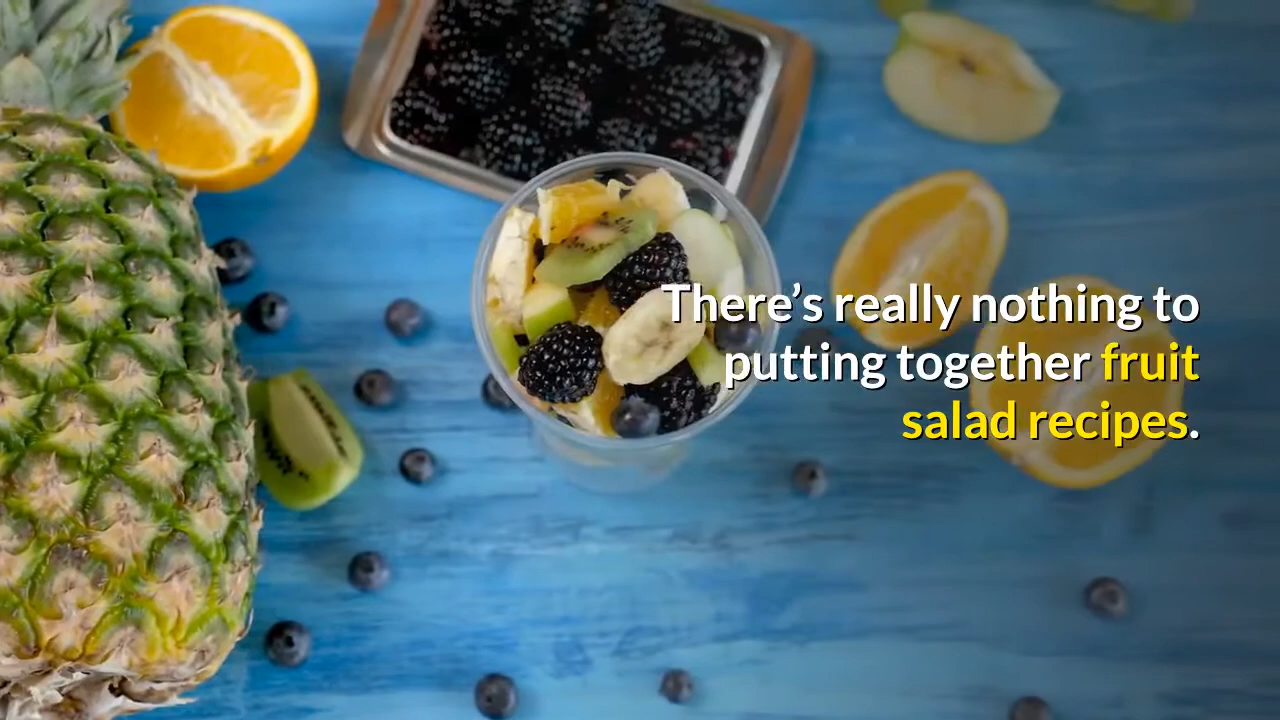 There’s really nothing to
putting together fruit
salad recipes.